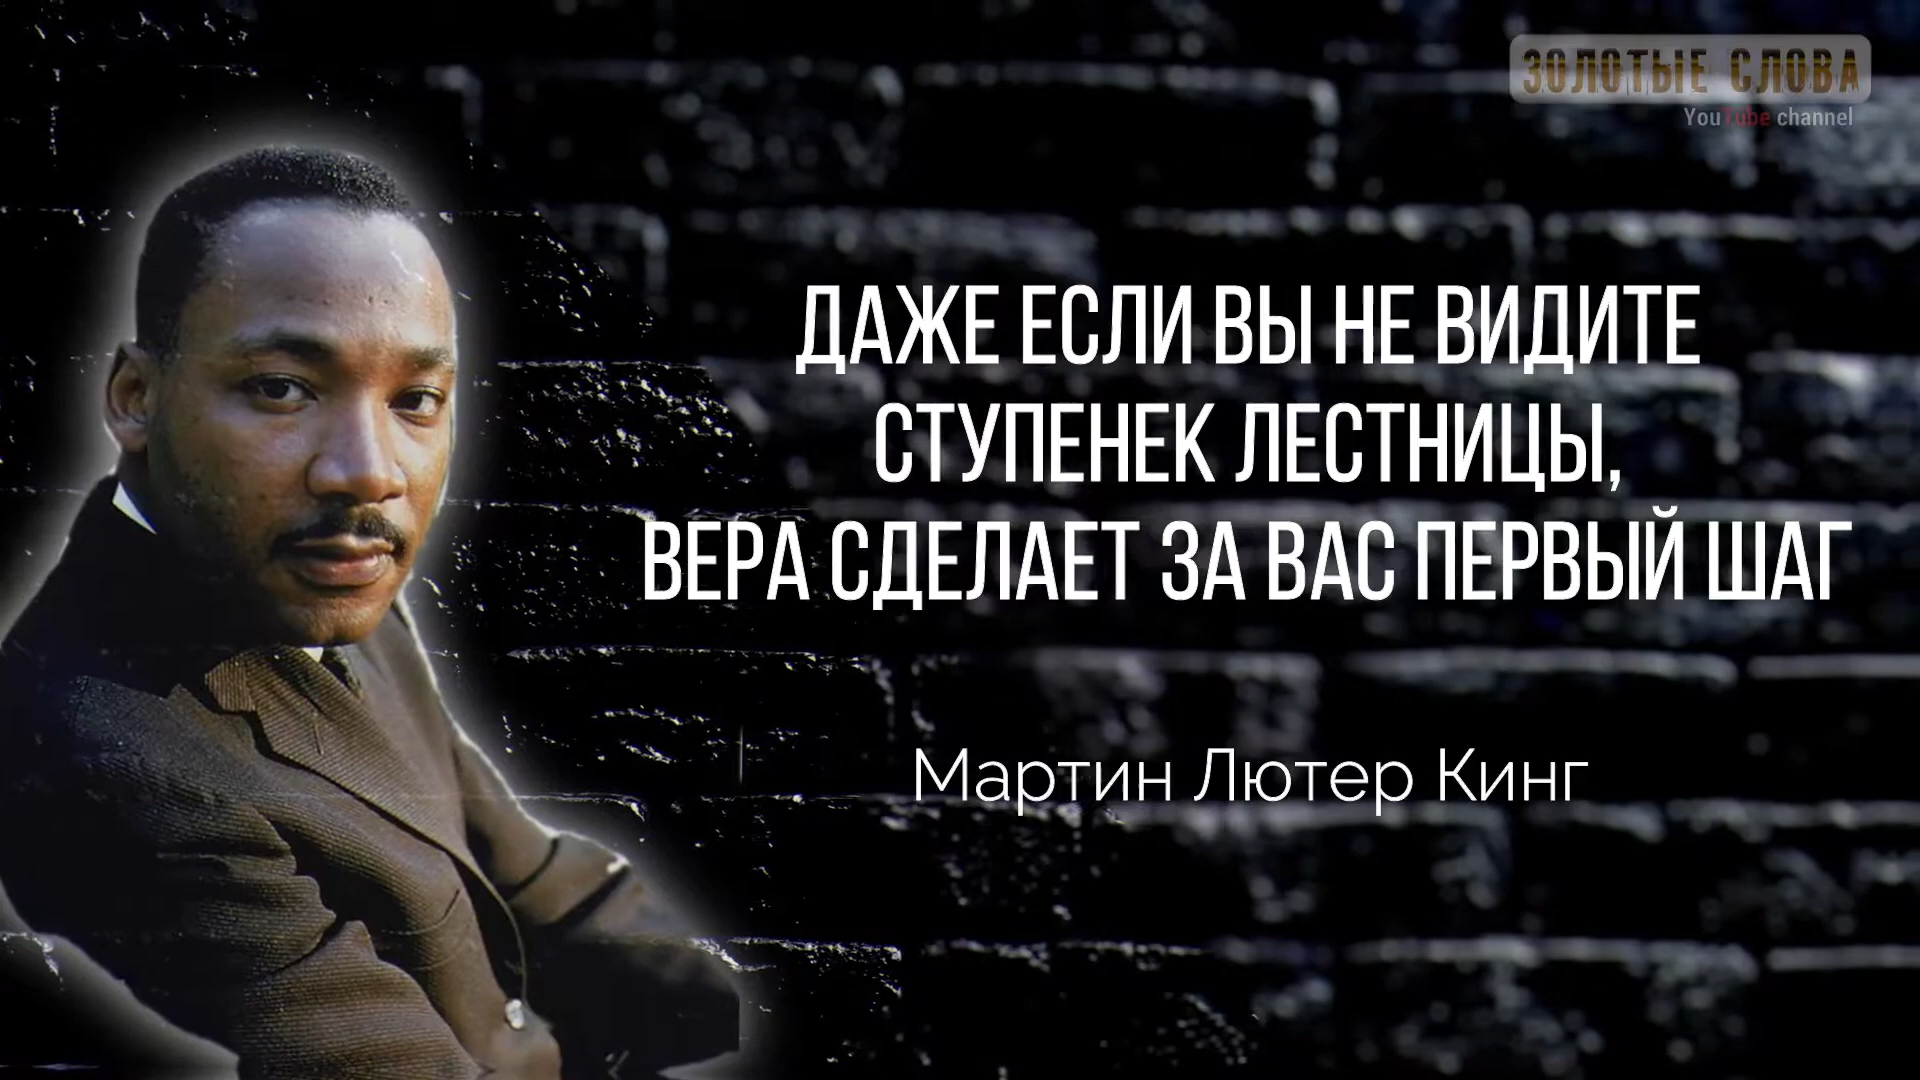 ЗОЛОТЫЕ СЛОВА
YouTube channel
ДАЖЕ ЕСЛИ ВЫ НЕ ВИДИТЕ
СТУПЕНЕК ЛЕСТНИЦЫ,
ВЕРА СДЕЛАЕТ ЗА ВАС ПЕРВЫЙ ШАГ
Мартин Лютер Кинг